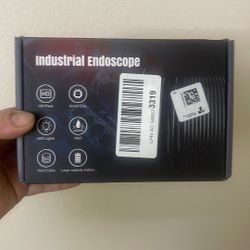 Industrial Endoscope
HD Pixel
LED Lights
IP67
Hard Cable
Large-capacity battery
3319